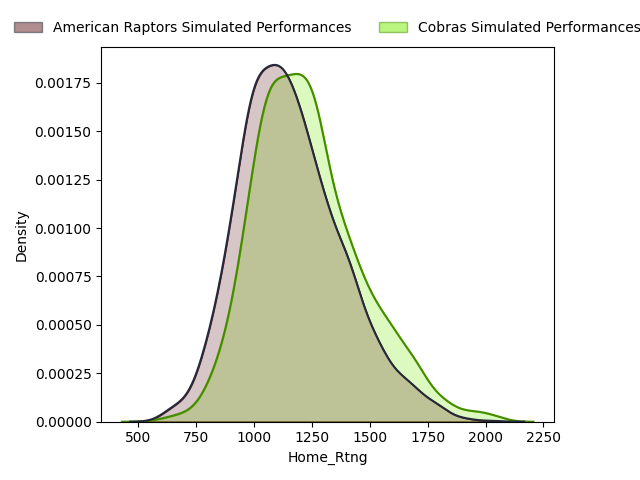 American Raptors Simulated Performances
Cobras Simulated Performances
0.00175
0.00150
0.00125
0.00100
0.00075
0.00050
0.00025
0.00000
Density
500 750 1000 1250 1500 1750 2000 2250
Home_Rtng